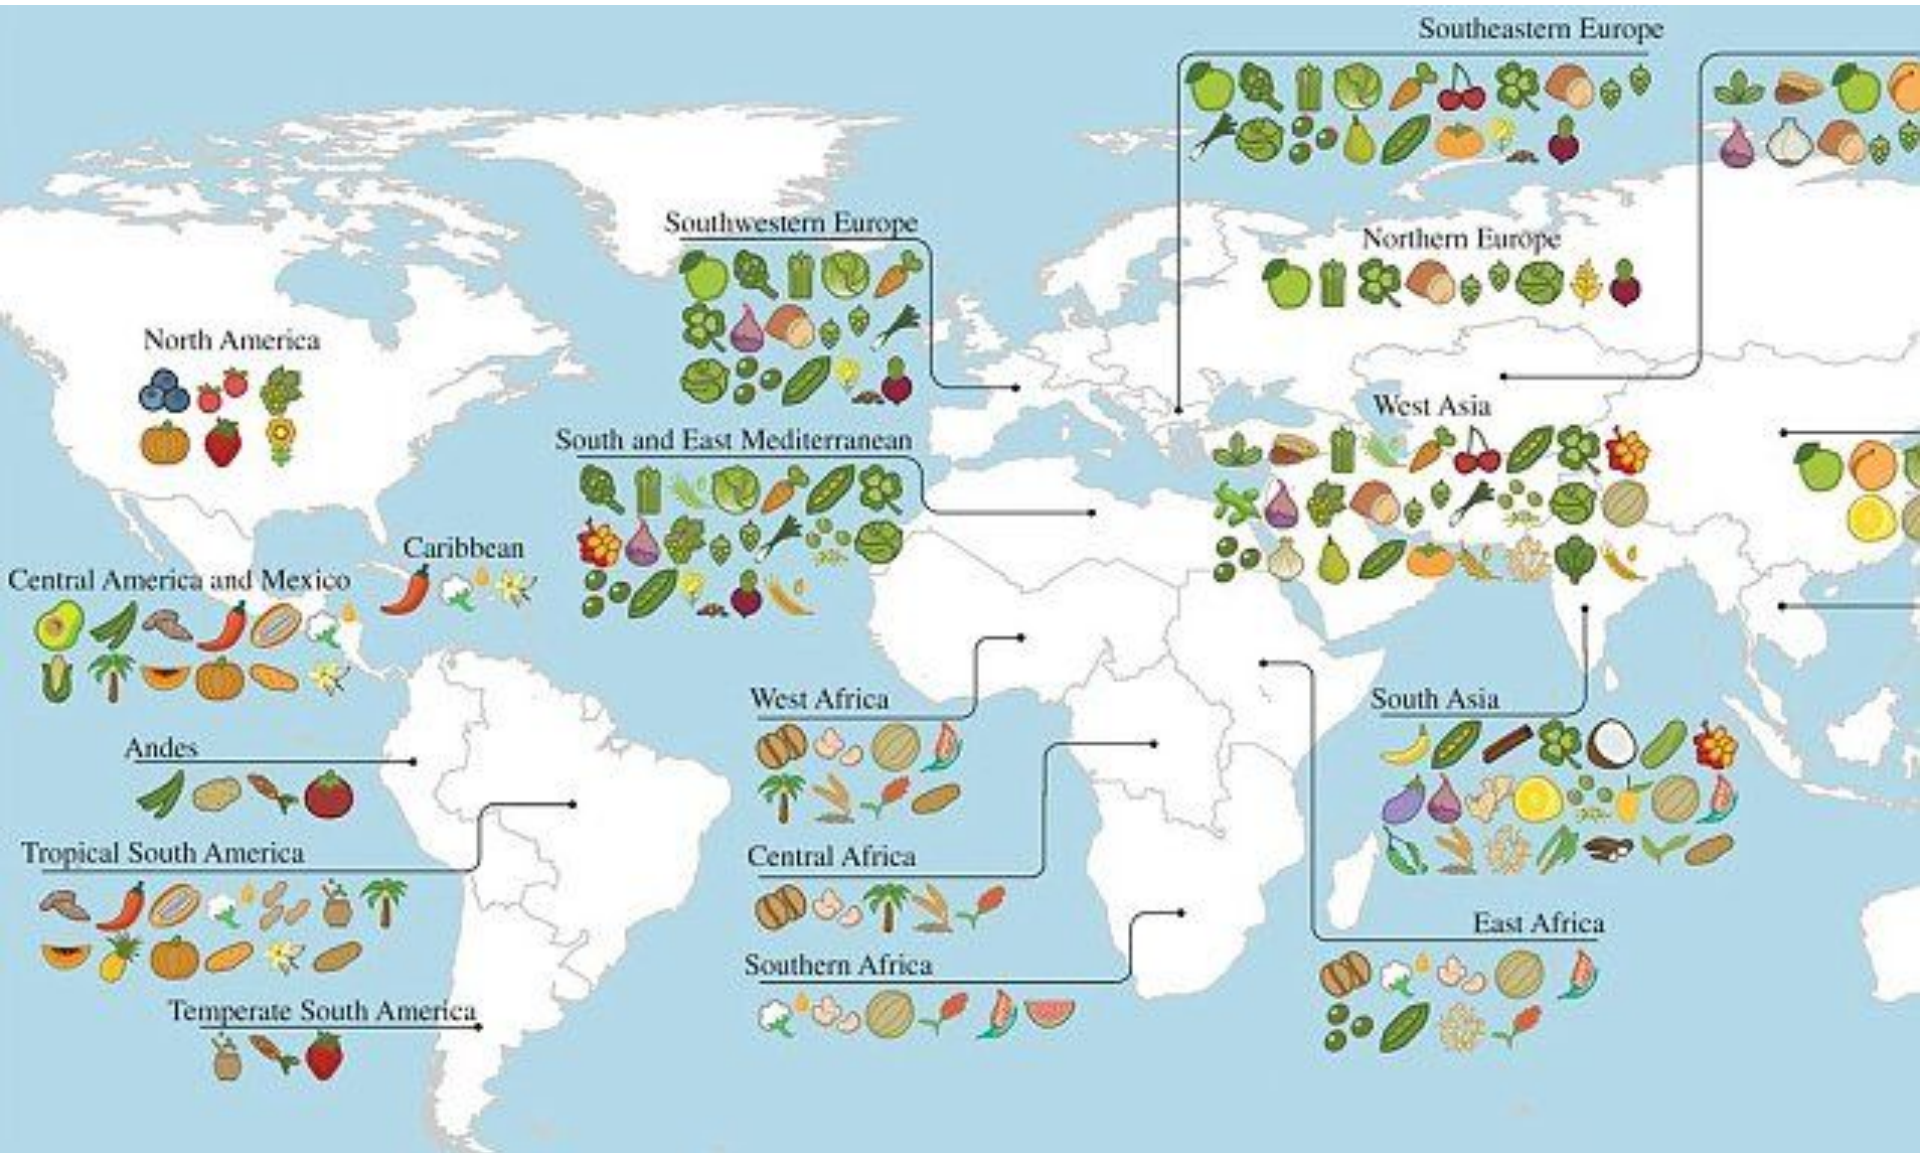 Southeastern Europe
Southwestern Europe
Northern Europe
North America
West Asia
South and East Mediterranean
Caribbean
Central America and Mexico
West Africa
South Asia
Andes
Tropical South America
Central Africa
East Africa
Southern Africa
Temperate South America